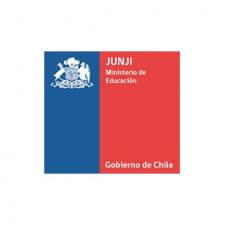 JUNJI
Ministerio de
Educación
Gobierno de Chile